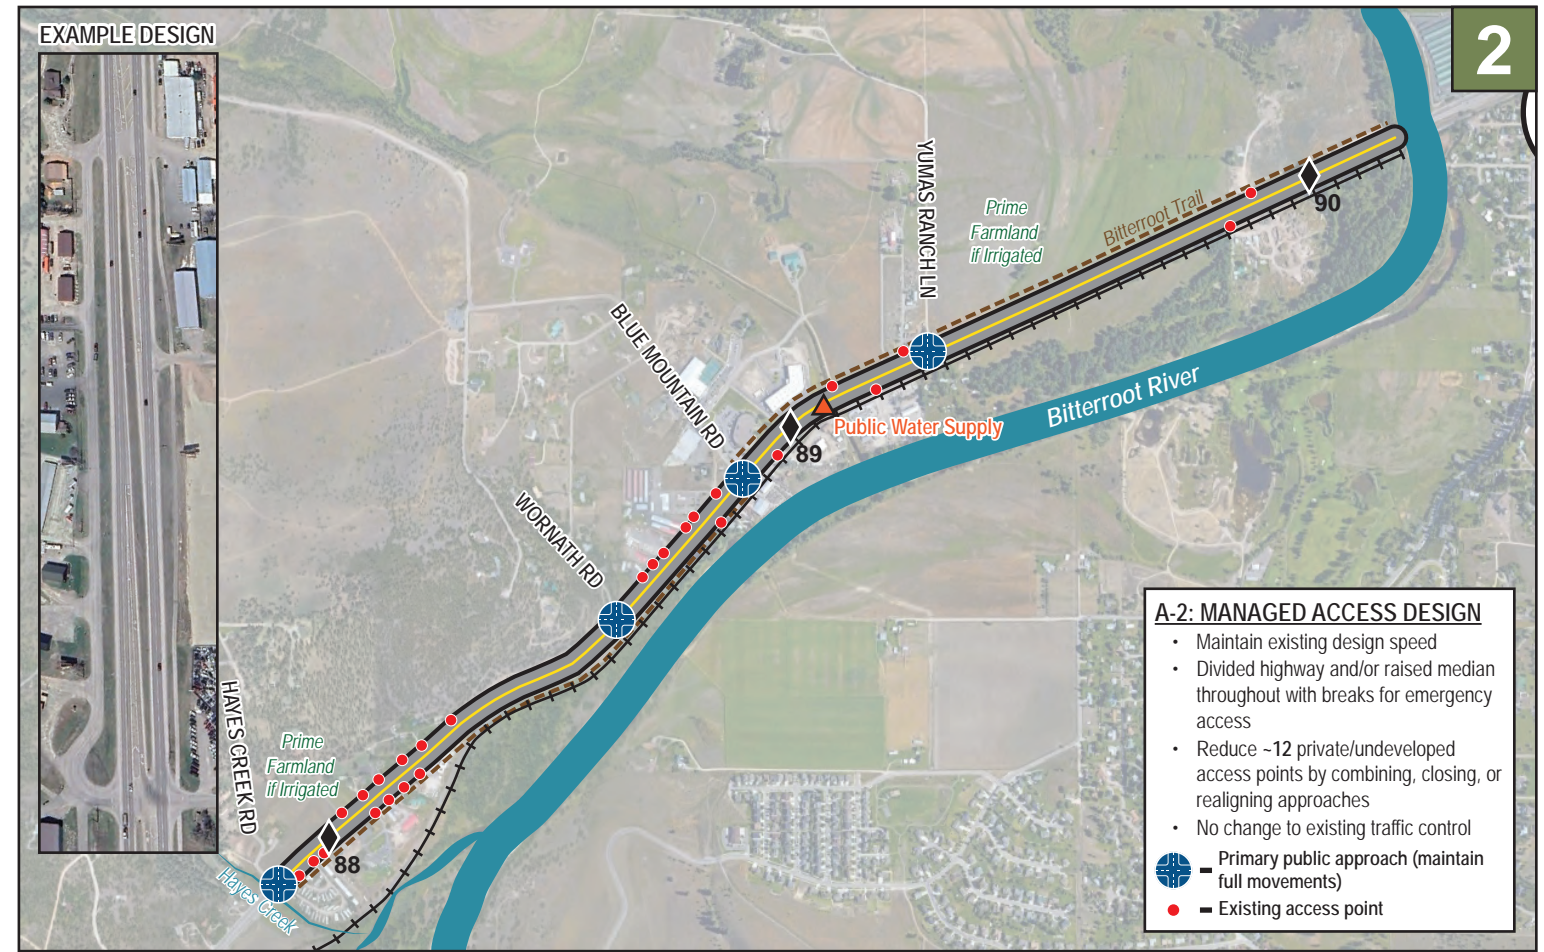 EXAMPLE DESIGN
2
YUMAS RANCH LN
Prime
Farmland
if Irrigated
Bitterroot Trail
90
BLUE MOUNTAIN RD
Public Water Supply
Bitterroot River
89
WORNATH RD
HAYES CREEK RD
Prime
Farmland
if Irrigated
88
Hayes Creek
A-2: MANAGED ACCESS DESIGN
• Maintain existing design speed
• Divided highway and/or raised median
throughout with breaks for emergency
access
• Reduce ~12 private/undeveloped
access points by combining, closing, or
realigning approaches
• No change to existing traffic control
– Primary public approach (maintain
full movements)
– Existing access point